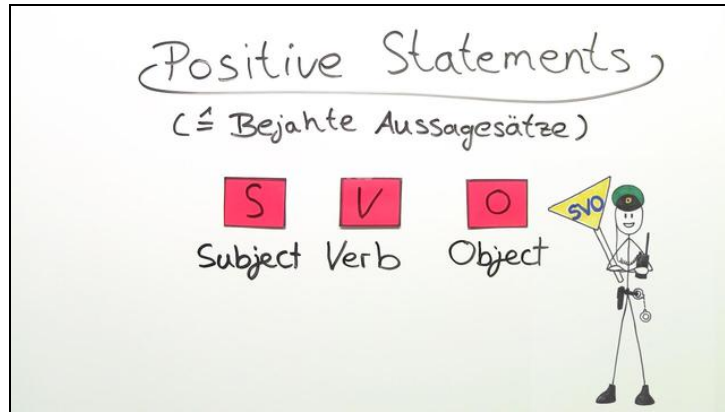 Positive Statements
(≙ Bejahte Aussagesätze)
S V O
SVO
Subject Verb Object